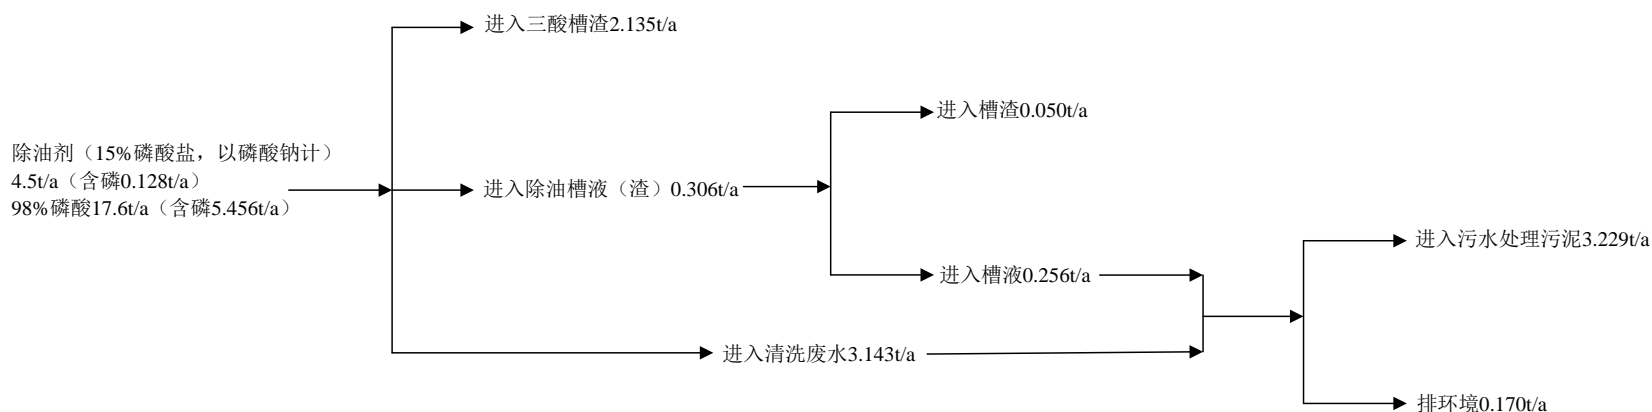 进入三酸槽渣2.135t/a
进入槽渣0.050t/a
除油剂（15%磷酸盐，以磷酸钠计）
4.5t/a（含磷0.128t/a）
98%磷酸17.6t/a（含磷5.456t/a）
进入除油槽液（渣）0.306t/a
进入污水处理污泥3.229t/a
进入槽液0.256t/a
进入清洗废水3.143t/a
排环境0.170t/a